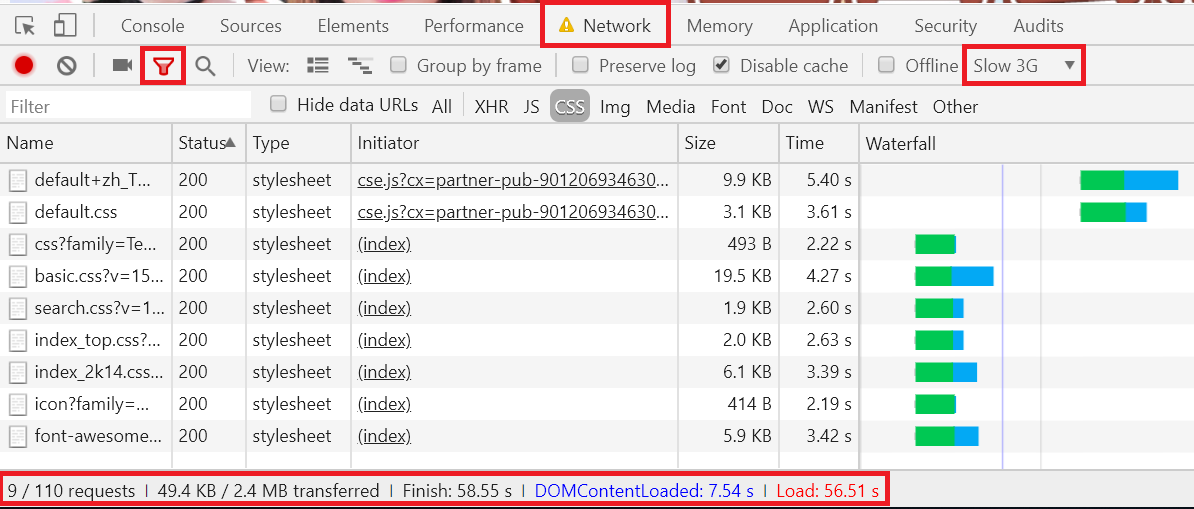 Console Sources Elements Performance Network Memory Application Security Audits
View: Group by frame Preserve log Disable cache Offline Slow 3G
Filter Hide data URLs All XHR JS CSS Img Media Font Doc WS Manifest Other
Name Status Type Initiator Size Time Waterfall
default+zh_T... 200 stylesheet cse.js?cx=partner-pub-901206934630... 9.9 KB 5.40 s
default.css 200 stylesheet cse.js?cx=partner-pub-901206934630... 3.1 KB 3.61 s
css?family=Te... 200 stylesheet (index) 493 B 2.22 s
basic.css?v=15... 200 stylesheet (index) 19.5 KB 4.27 s
search.css?v=1... 200 stylesheet (index) 1.9 KB 2.60 s
index_top.css?... 200 stylesheet (index) 2.0 KB 2.63 s
index_2k14.css... 200 stylesheet (index) 6.1 KB 3.39 s
icon?family=... 200 stylesheet (index) 414 B 2.19 s
font-awesome... 200 stylesheet (index) 5.9 KB 3.42 s
9 / 110 requests | 49.4 KB / 2.4 MB transferred | Finish: 58.55 s | DOMContentLoaded: 7.54 s | Load: 56.51 s